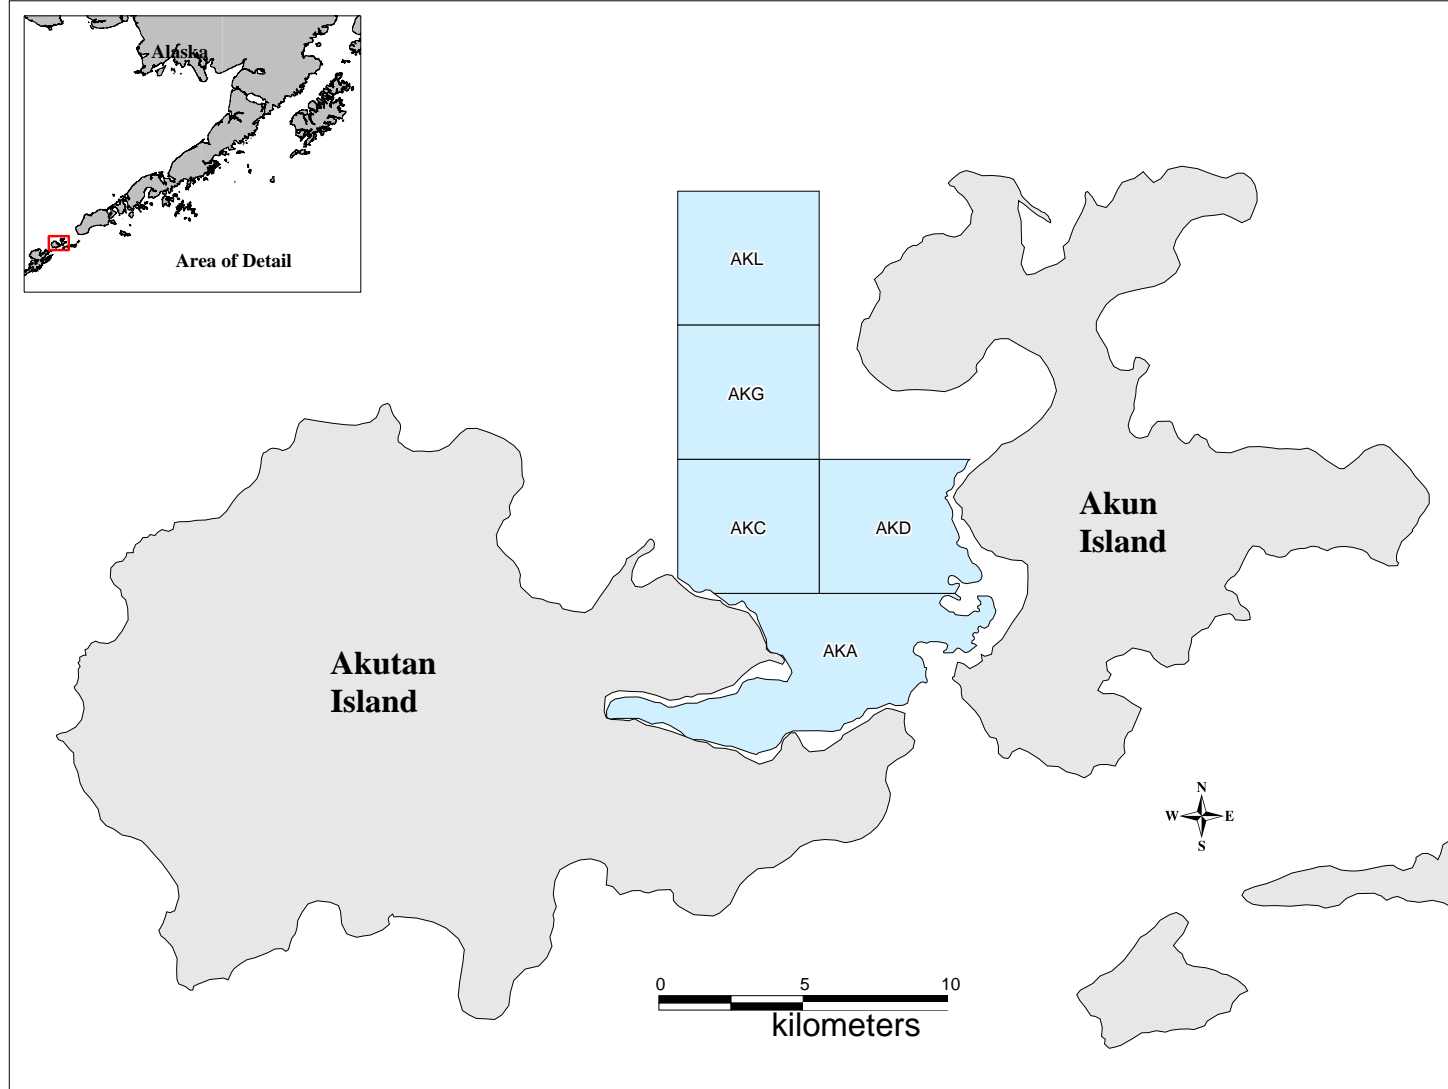 Alaska
Area of Detail
AKL
AKG
AKC
AKD
AKA
Akun
Island
Akutan
Island
N
W E
S
0 5 10
kilometers